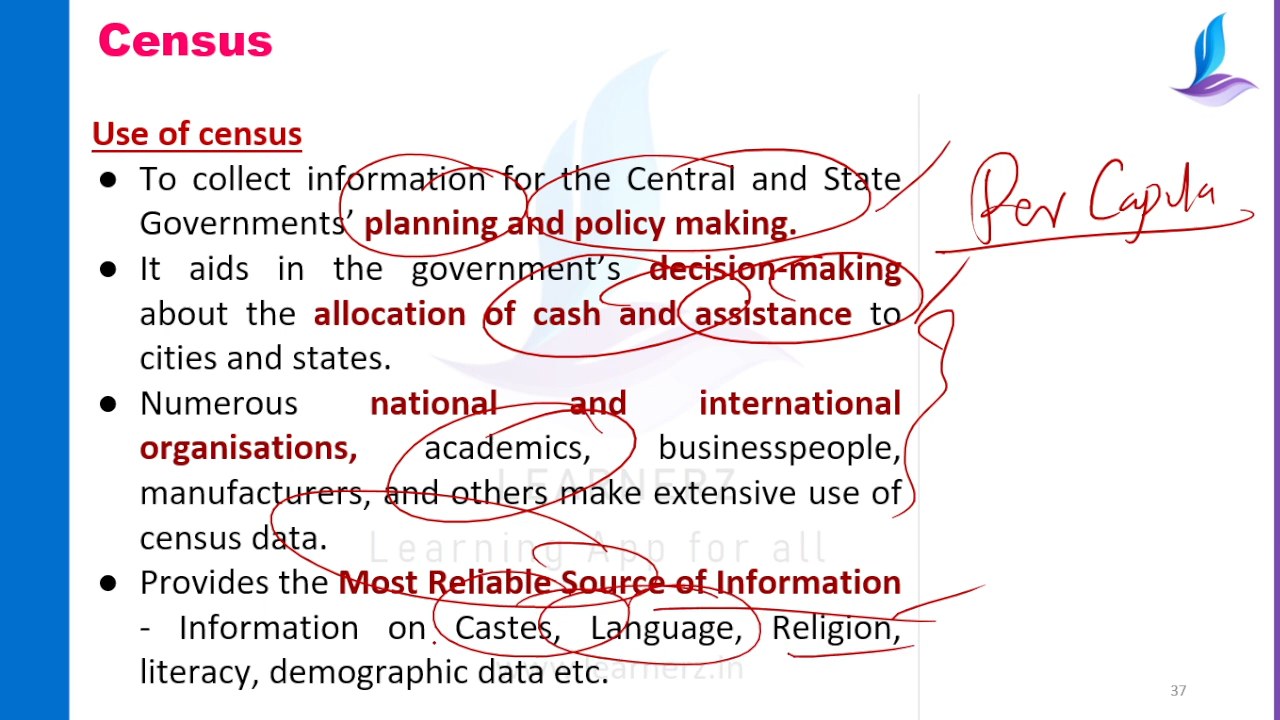 Census
Use of census
● To collect information for the Central and State
Governments’ planning and policy making.
Per Capita
● It aids in the government’s decision-making
about the allocation of cash and assistance to
cities and states.
● Numerous national and international
organisations, academics, businesspeople,
manufacturers, and others make extensive use of
census data.
● Provides the Most Reliable Source of Information
- Information on Castes, Language, Religion,
literacy, demographic data etc.
LEARNERZ
Learning App for all
www.learnerz.in
37